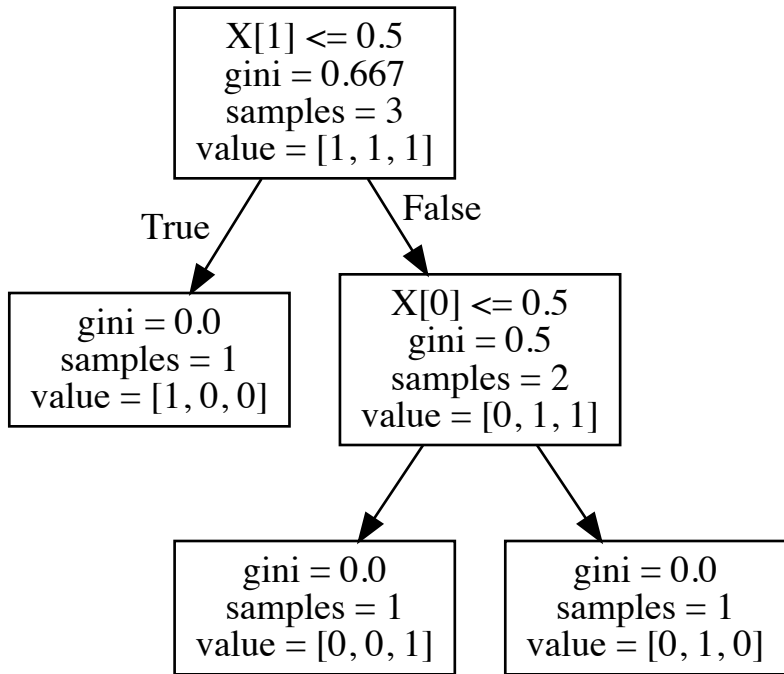 X[1] <= 0.5
gini = 0.667
samples = 3
value = [1, 1, 1]
True
False
gini = 0.0
samples = 1
value = [1, 0, 0]
X[0] <= 0.5
gini = 0.5
samples = 2
value = [0, 1, 1]
gini = 0.0
samples = 1
value = [0, 0, 1]
gini = 0.0
samples = 1
value = [0, 1, 0]